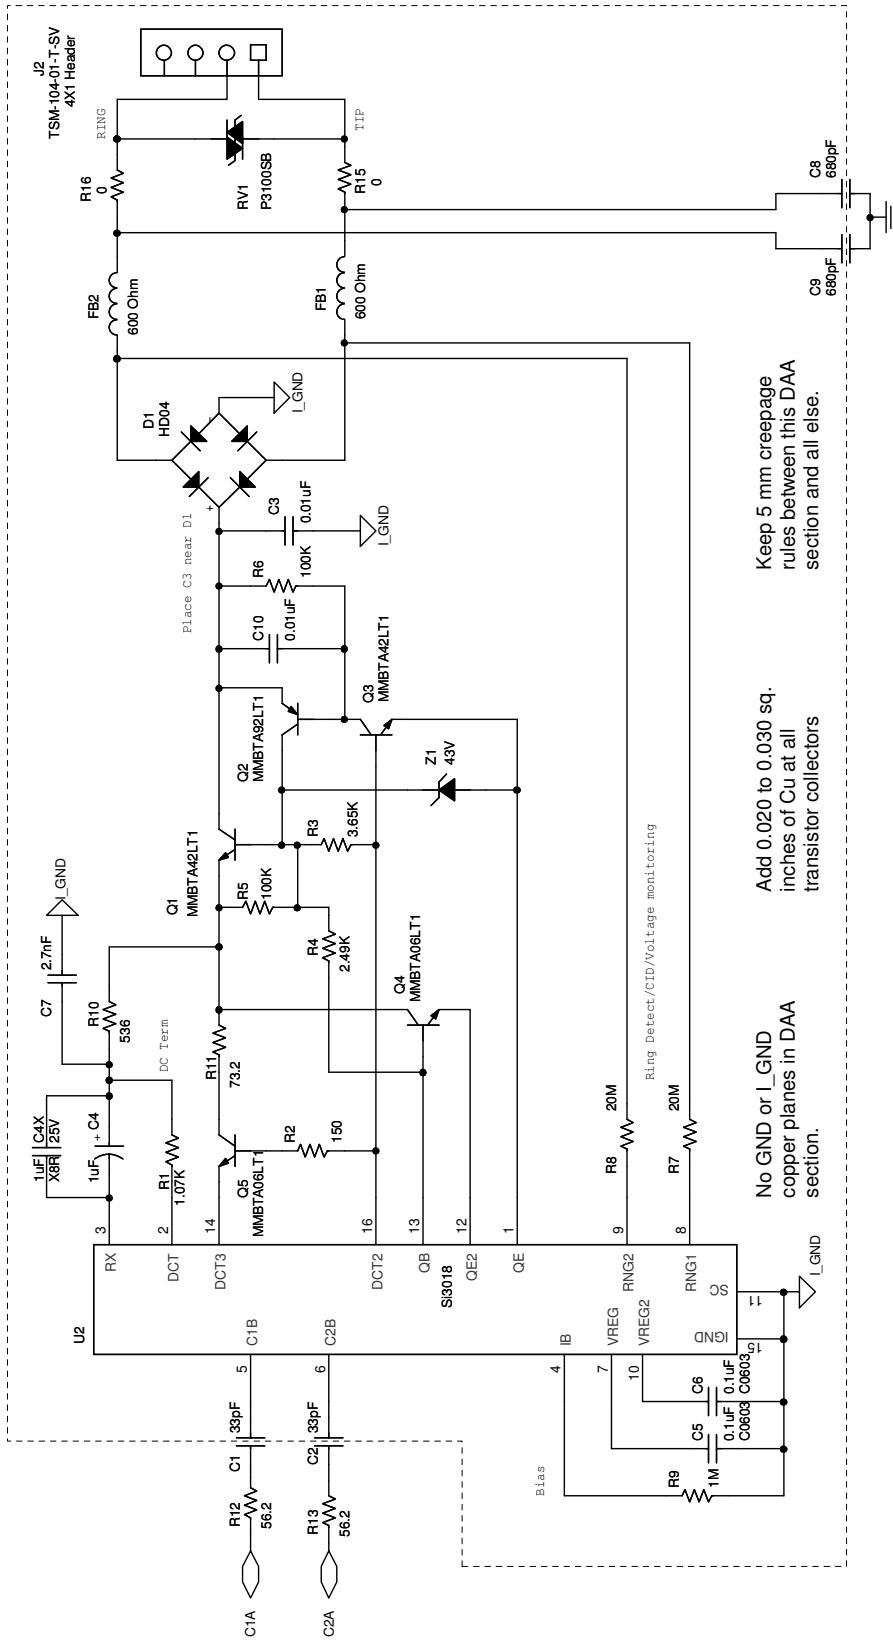 J2
TSM-104-01-T-SV
4X1 Header
RING
TIP
RV1
P3100SB
R16
0
R15
0
FB2
600 Ohm
FB1
600 Ohm
C8
680pF
C9
680pF
D1
HD04
-
+
I_GND
Place C3 near D1
C3
0.01uF
I_GND
R6
100K
C10
0.01uF
Q2
MMBTA92LT1
Q3
MMBTA42LT1
Z1
43V
Q1
MMBTA42LT1
R3
3.65K
R5
100K
R4
2.49K
Q4
MMBTA06LT1
I_GND
C7
2.7nF
R10
536
DC Term
R11
73.2
C4X
1uF
25V
X8R
+
C4
1uF
R1
1.07K
Q5
MMBTA06LT1
R2
150
Ring Detect/CID/Voltage monitoring
R8
20M
R7
20M
3
2
14
16
13
12
1
9
8
RX
DCT
DCT3
DCT2
QB
QE2
QE
RNG2
RNG1
U2
Si3018
C1B
C2B
IB
VREG
VREG2
SC
IGND
5
6
4
7
10
11
15
I_GND
C1
33pF
C2
33pF
R12
56.2
R13
56.2
C1A
C2A
Bias
R9
1M
C5
0.1uF
C0603
C6
0.1uF
C0603
No GND or I_GND
copper planes in DAA
section.
Add 0.020 to 0.030 sq.
inches of Cu at all
transistor collectors
Keep 5 mm creepage
rules between this DAA
section and all else.